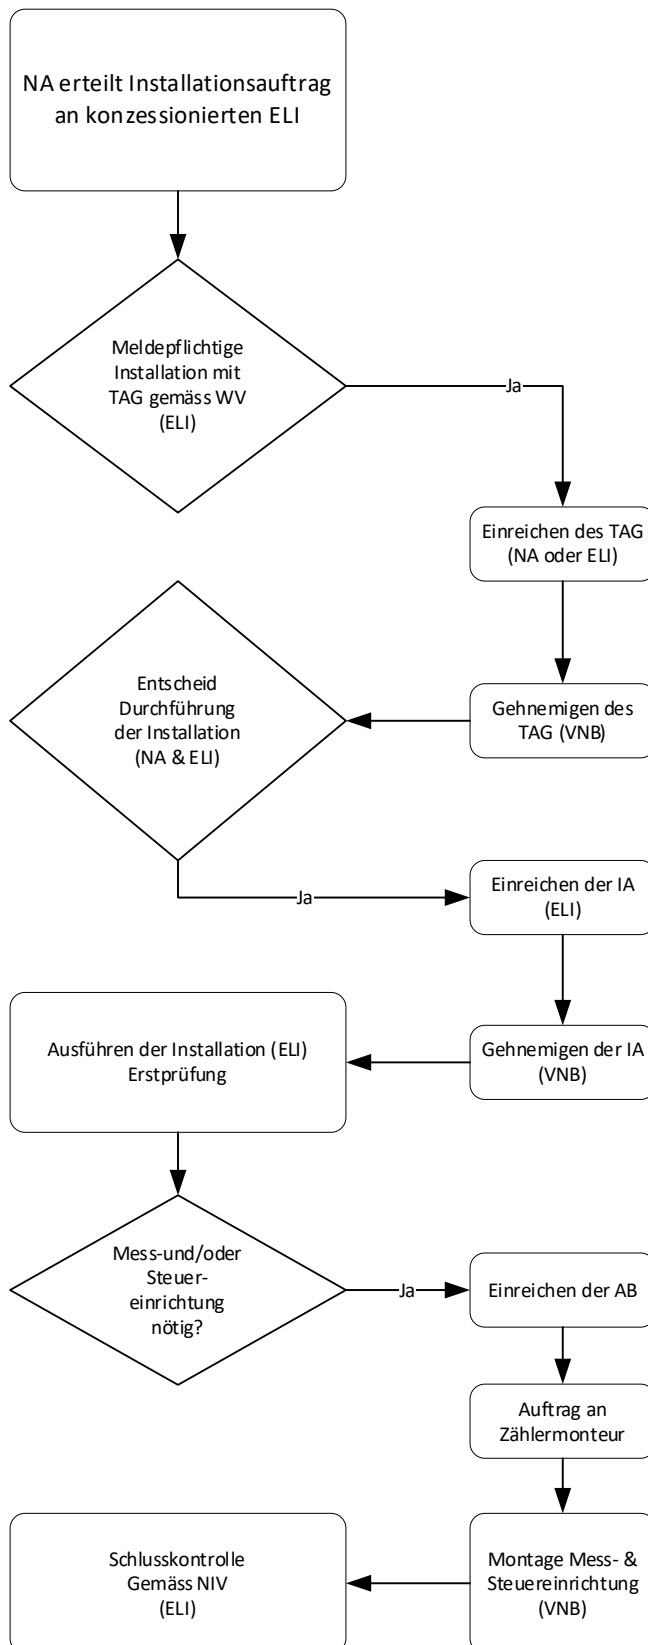 NA erteilt Installationsauftrag
an konzessionierten ELI
Meldepflichtige
Installation mit
TAG gemäss WV
(ELI)
Ja
Einreichen des TAG
(NA oder ELI)
Entscheid
Durchführung
der Installation
(NA & ELI)
Gehnemigen des
TAG (VNB)
Ja
Einreichen der IA
(ELI)
Ausführen der Installation (ELI)
Erstprüfung
Gehnemigen der IA
(VNB)
Mess-und/oder
Steuer-
einrichtung
nötig?
Ja
Einreichen der AB
Auftrag an
Zählermonteur
Schlusskontrolle
Gemäss NIV
(ELI)
Montage Mess- &
Steuereinrichtung
(VNB)